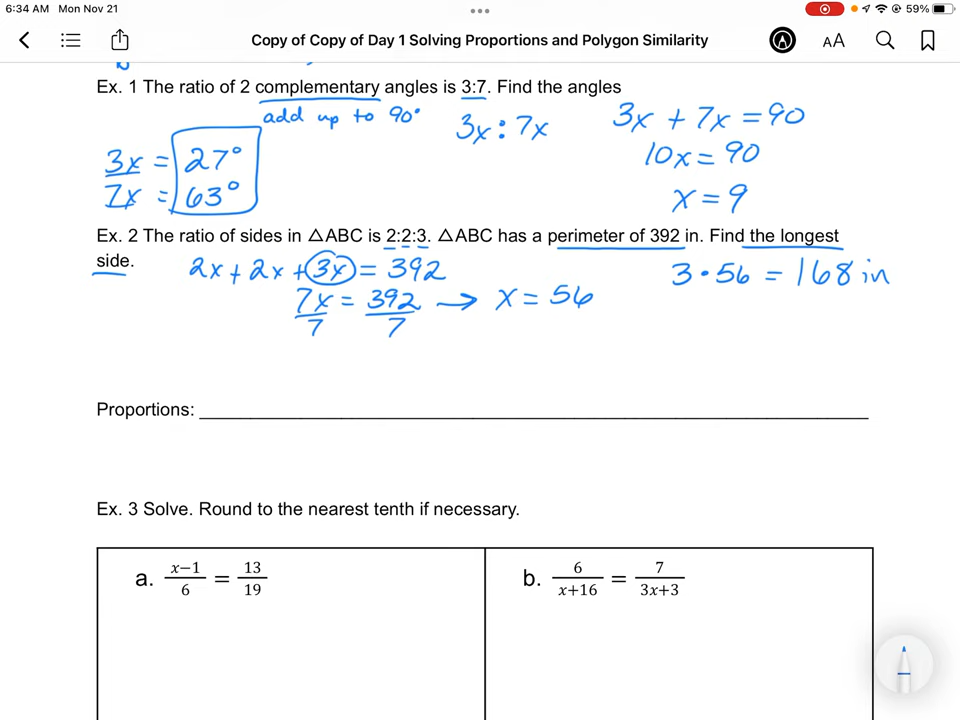 6:34 AM Mon Nov 21
59%
Copy of Copy of Day 1 Solving Proportions and Polygon Similarity
AA
Ex. 1 The ratio of 2 complementary angles is 3:7. Find the angles
add up to 90°
3x : 7x
3x + 7x = 90
10x = 90
x = 9
3x = 27°
7x = 63°
Ex. 2 The ratio of sides in △ABC is 2:2:3. △ABC has a perimeter of 392 in. Find the longest
side.
2x + 2x + 3x = 392
3 • 56 = 168 in
7x = 392 → x = 56
7 7
Proportions: ____________________
Ex. 3 Solve. Round to the nearest tenth if necessary.
a. (x−1)/6 = 13/19
b. 6/(x+16) = 7/(3x+3)